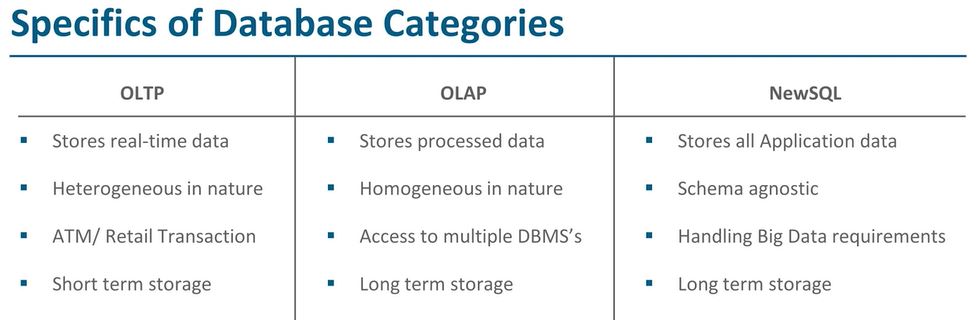 Specifics of Database Categories
OLTP
Stores real-time data
Heterogeneous in nature
ATM/ Retail Transaction
Short term storage
OLAP
Stores processed data
Homogeneous in nature
Access to multiple DBMS's
Long term storage
NewSQL
Stores all Application data
Schema agnostic
Handling Big Data requirements
Long term storage